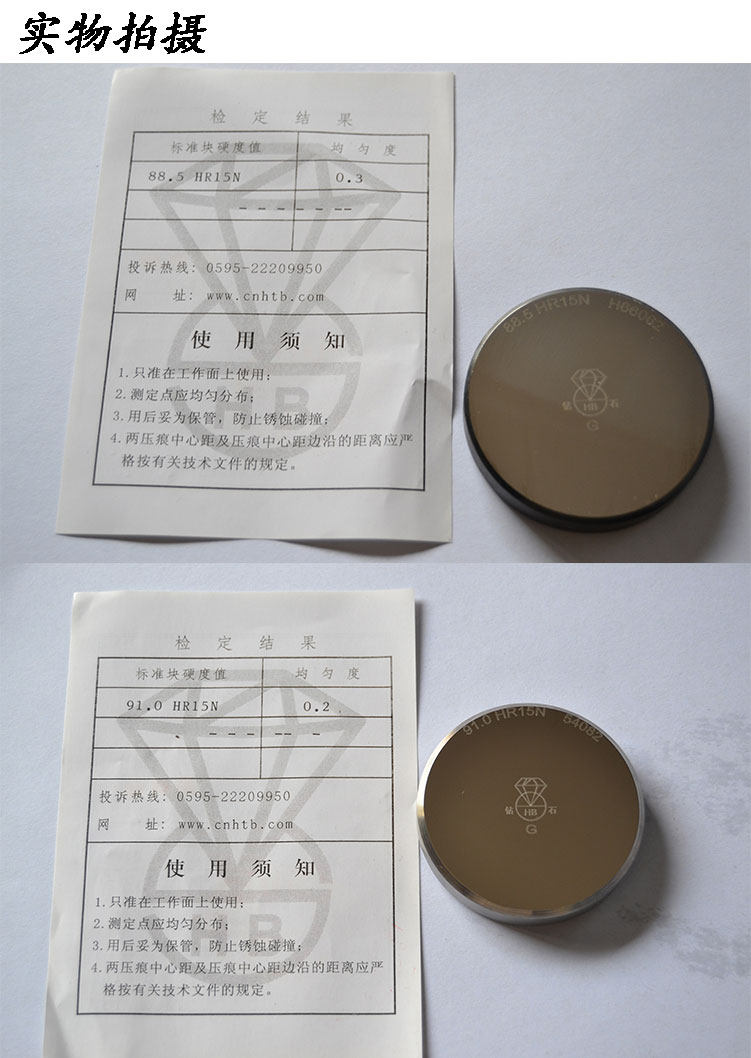 实物拍摄
检 定 结 果
标准块硬度值 均 匀 度
88.5 HR15N 0.3
投诉热线: 0595-22209950
网 址: www.cnhtb.com
使 用 须 知
1.只准在工作面上使用;
2.测定点应均匀分布;
3.用后妥为保管，防止锈蚀碰撞;
4.两压痕中心距及压痕中心距边沿的距离应严
格按有关技术文件的规定。
HB
88.5 HR15N H66062
钻 HB 石
G
检 定 结 果
标准块硬度值 均 匀 度
91.0 HR15N 0.2
投诉热线: 0595-22209950
网 址: www.cnhtb.com
使 用 须 知
1.只准在工作面上使用;
2.测定点应均匀分布;
3.用后妥为保管，防止锈蚀碰撞;
4.两压痕中心距及压痕中心距边沿的距离应严
格按有关技术文件的规定。
HB
91.0 HR15N 54082
钻 HB 石
G